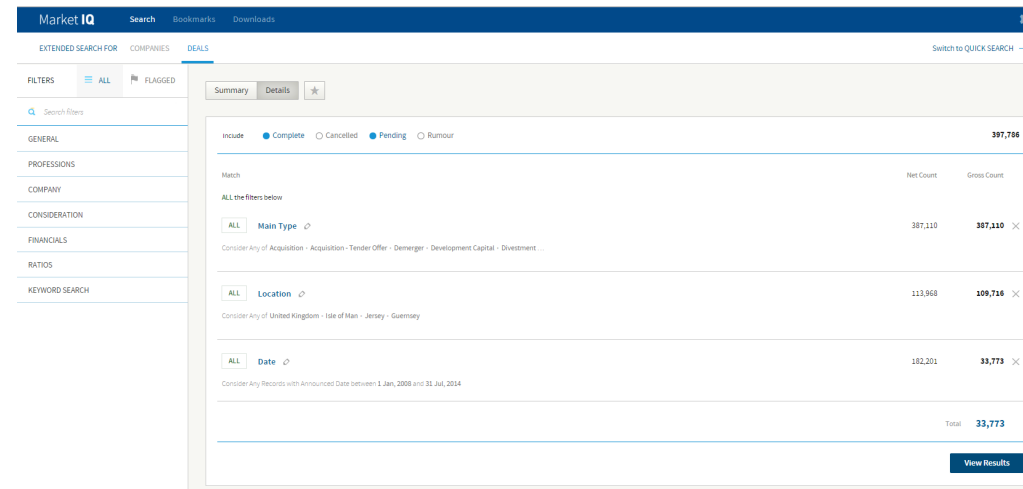 Market IQ Search Bookmarks Downloads
EXTENDED SEARCH FOR COMPANIES DEALS Switch to QUICK SEARCH
FILTERS ALL FLAGGED
Summary Details
Search filters
GENERAL
Include Complete Cancelled Pending Rumour 397,786
PROFESSIONS
Match Net Count Gross Count
COMPANY
ALL the filters below
CONSIDERATION
ALL Main Type 387,110 387,110
FINANCIALS
Consider Any of Acquisition - Acquisition - Tender Offer - Demerger - Development Capital - Divestment ...
RATIOS
KEYWORD SEARCH
ALL Location 113,968 109,716
Consider Any of United Kingdom - Isle of Man - Jersey - Guernsey
ALL Date 182,201 33,773
Consider Any Records with Announced Date between 1 Jan, 2008 and 31 Jul, 2014
Total 33,773
View Results